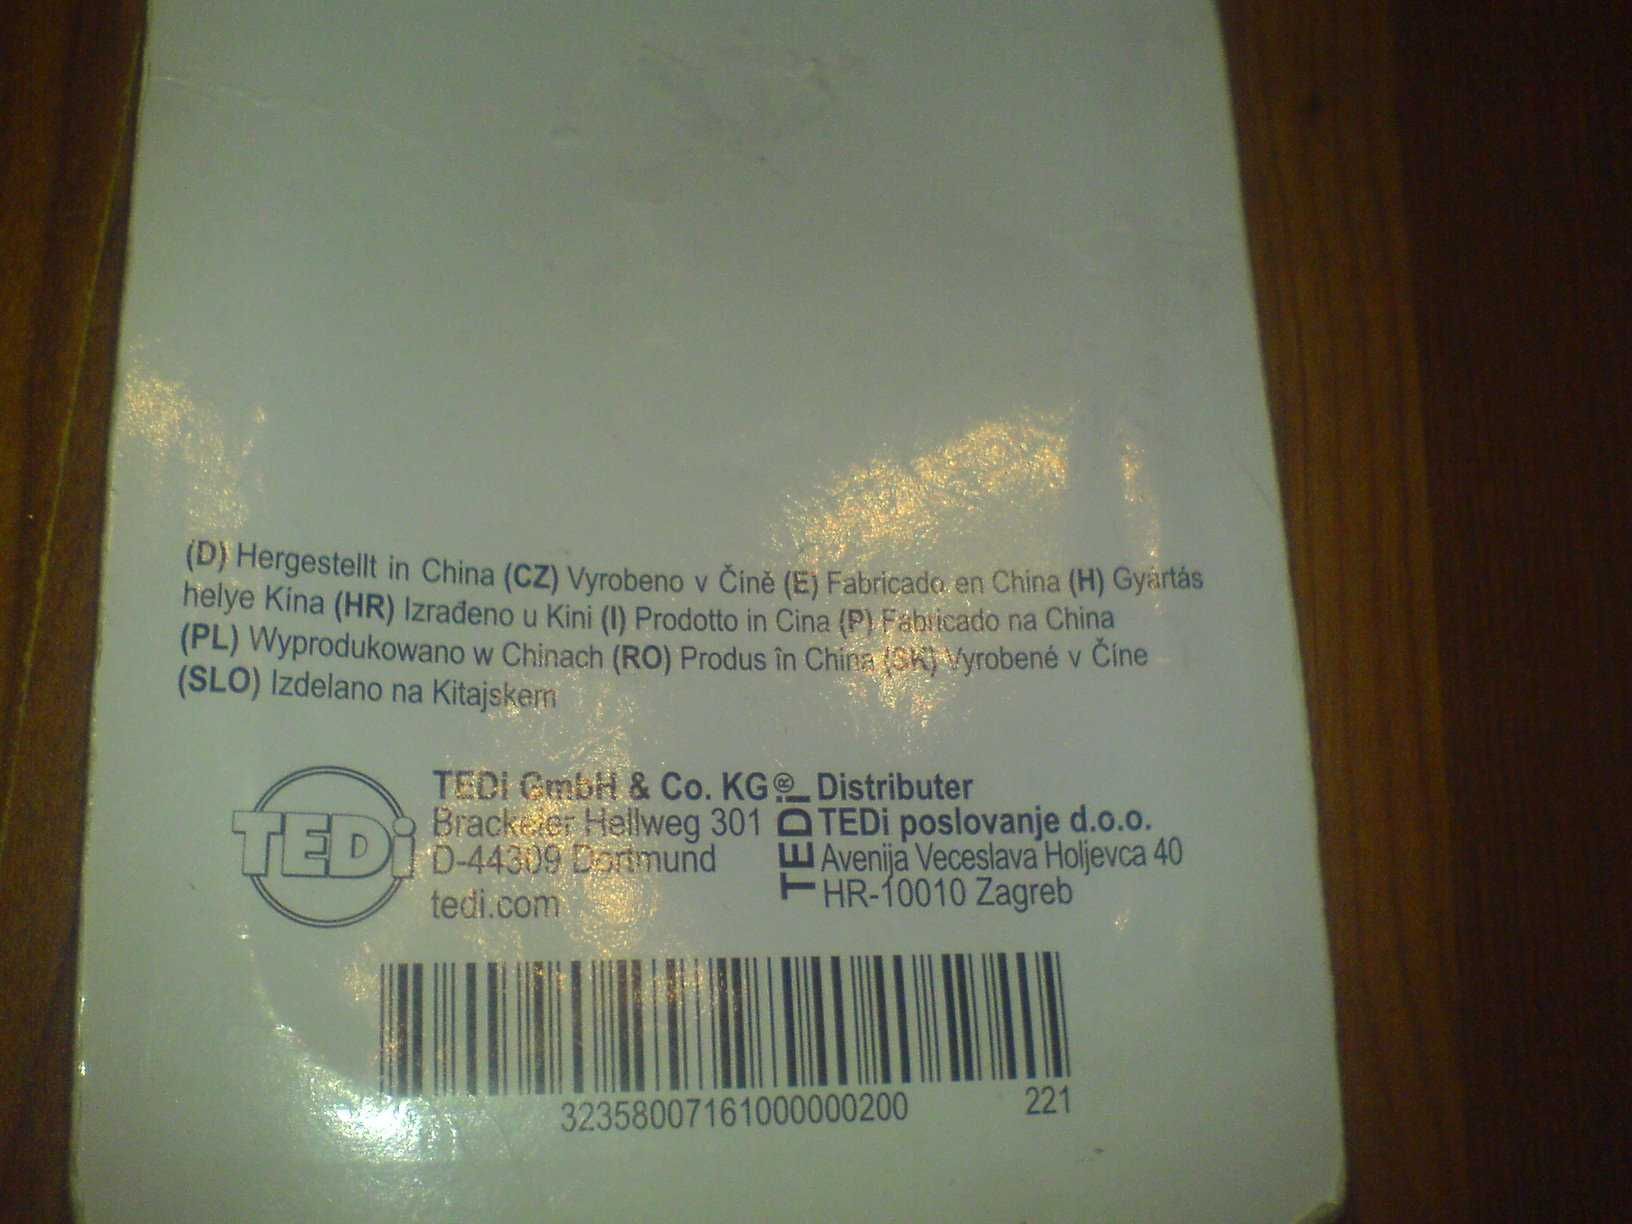 (D) Hergestellt in China (CZ) Vyrobeno v Číně (E) Fabricado en China (H) Gyártás
helye Kína (HR) Izrađeno u Kini (I) Prodotto in Cina (P) Fabricado na China
(PL) Wyprodukowano w Chinach (RO) Produs în China (SK) Vyrobené v Číne
(SLO) Izdelano na Kitajskem
TEDi
TEDi GmbH & Co. KG
Brackeler Hellweg 301
D-44309 Dortmund
tedi.com
TEDi®
Distributer
TEDi poslovanje d.o.o.
Avenija Veceslava Holjevca 40
HR-10010 Zagreb
32358007161000000200 221